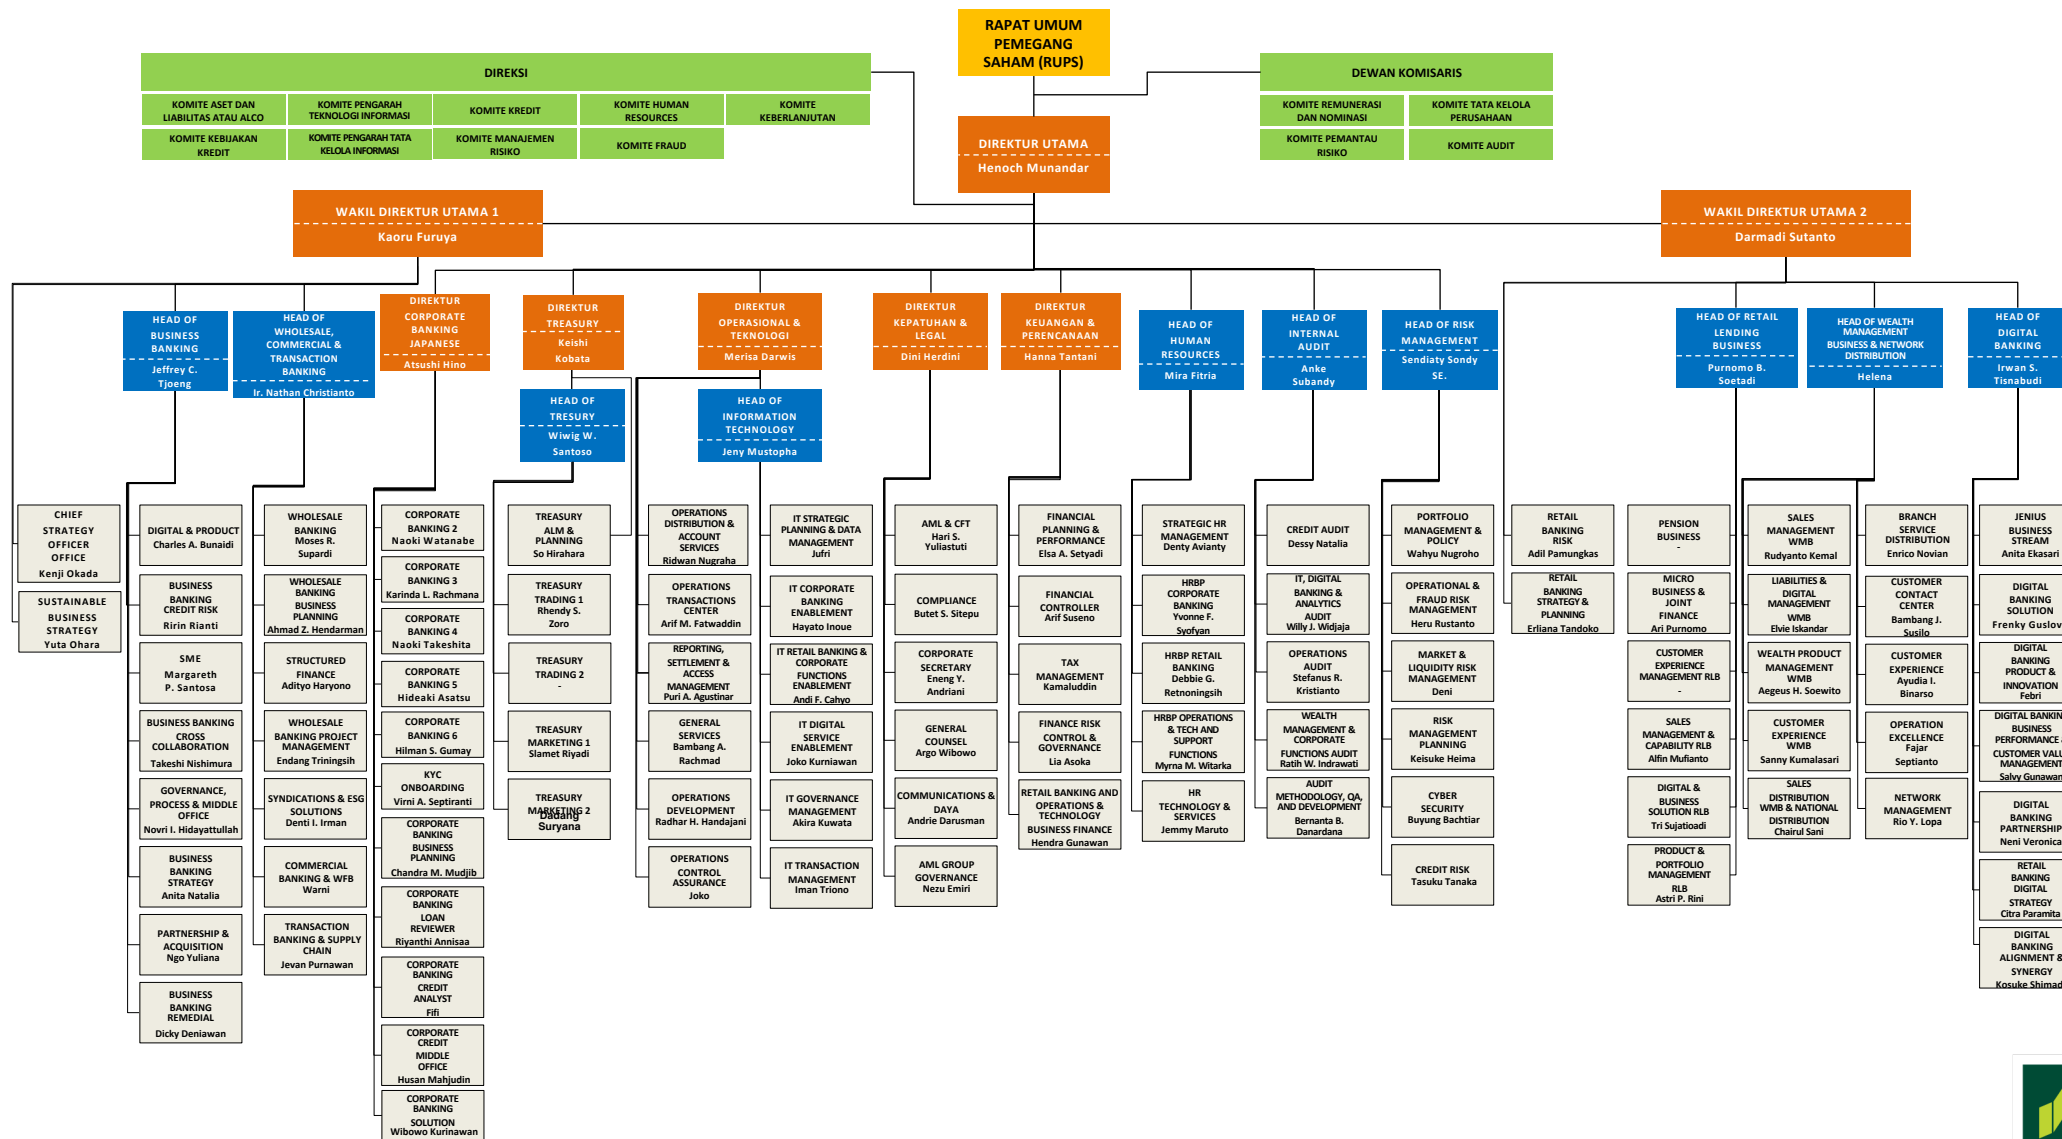 RAPAT UMUM
PEMEGANG
SAHAM (RUPS)
DIREKSI
KOMITE ASET DAN
LIABILITAS ATAU ALCO
KOMITE PENGARAH
TEKNOLOGI INFORMASI
KOMITE KREDIT
KOMITE HUMAN
RESOURCES
KOMITE
KEBERLANJUTAN
KOMITE KEBIJAKAN
KREDIT
KOMITE PENGARAH TATA
KELOLA INFORMASI
KOMITE MANAJEMEN
RISIKO
KOMITE FRAUD
DEWAN KOMISARIS
KOMITE REMUNERASI
DAN NOMINASI
KOMITE TATA KELOLA
PERUSAHAAN
KOMITE PEMANTAU
RISIKO
KOMITE AUDIT
DIREKTUR UTAMA
Henoch Munandar
WAKIL DIREKTUR UTAMA 1
Kaoru Furuya
WAKIL DIREKTUR UTAMA 2
Darmadi Sutanto
HEAD OF
BUSINESS
BANKING
Jeffrey C.
Tjoeng
HEAD OF
WHOLESALE,
COMMERCIAL &
TRANSACTION
BANKING
Ir. Nathan Christianto
DIREKTUR
CORPORATE
BANKING
JAPANESE
Atsushi Hino
DIREKTUR
TREASURY
Keishi
Kobata
DIREKTUR
OPERASIONAL &
TEKNOLOGI
Merisa Darwis
DIREKTUR
KEPATUHAN &
LEGAL
Dini Herdini
DIREKTUR
KEUANGAN &
PERENCANAAN
Hanna Tantani
HEAD OF
HUMAN
RESOURCES
Mira Fitria
HEAD OF
INTERNAL
AUDIT
Anke
Subandy
HEAD OF RISK
MANAGEMENT
Sendiaty Sondy
SE.
HEAD OF RETAIL
LENDING
BUSINESS
Purnomo B.
Soetadi
HEAD OF WEALTH
MANAGEMENT
BUSINESS & NETWORK
DISTRIBUTION
Helena
HEAD OF
DIGITAL
BANKING
Irwan S.
Tisnabudi
HEAD OF
TRESURY
Wiwig W.
Santoso
HEAD OF
INFORMATION
TECHNOLOGY
Jeny Mustopha
CHIEF
STRATEGY
OFFICER
OFFICE
Kenji Okada
SUSTAINABLE
BUSINESS
STRATEGY
Yuta Ohara
DIGITAL & PRODUCT
Charles A. Bunaidi
BUSINESS
BANKING
CREDIT RISK
Ririn Rianti
SME
Margareth
P. Santosa
BUSINESS BANKING
CROSS
COLLABORATION
Takeshi Nishimura
GOVERNANCE,
PROCESS & MIDDLE
OFFICE
Novri I. Hidayattullah
BUSINESS
BANKING
STRATEGY
Anita Natalia
PARTNERSHIP &
ACQUISITION
Ngo Yuliana
BUSINESS
BANKING
REMEDIAL
Dicky Deniawan
WHOLESALE
BANKING
Moses R.
Supardi
WHOLESALE
BANKING
BUSINESS
PLANNING
Ahmad Z. Hendarman
STRUCTURED
FINANCE
Adityo Haryono
WHOLESALE
BANKING PROJECT
MANAGEMENT
Endang Triningsih
SYNDICATIONS & ESG
SOLUTIONS
Denti I. Irman
COMMERCIAL
BANKING & WFB
Warni
TRANSACTION
BANKING & SUPPLY
CHAIN
Jevan Purnawan
CORPORATE
BANKING 2
Naoki Watanabe
CORPORATE
BANKING 3
Karinda L. Rachmana
CORPORATE
BANKING 4
Naoki Takeshita
CORPORATE
BANKING 5
Hideaki Asatsu
CORPORATE
BANKING 6
Hilman S. Gumay
KYC
ONBOARDING
Virni A. Septiranti
CORPORATE
BANKING
BUSINESS
PLANNING
Chandra M. Mudjib
CORPORATE
BANKING
LOAN
REVIEWER
Riyanthi Annisaa
CORPORATE
BANKING
CREDIT
ANALYST
Fifi
CORPORATE
CREDIT
MIDDLE
OFFICE
Husan Mahjudin
CORPORATE
BANKING
SOLUTION
Wibowo Kurinawan
TREASURY
ALM &
PLANNING
So Hirahara
TREASURY
TRADING 1
Rhendy S.
Zoro
TREASURY
TRADING 2
-
TREASURY
MARKETING 1
Slamet Riyadi
TREASURY
MARKETING 2
Dadang
Suryana
OPERATIONS
DISTRIBUTION &
ACCOUNT
SERVICES
Ridwan Nugraha
OPERATIONS
TRANSACTIONS
CENTER
Arif M. Fatwaddin
REPORTING,
SETTLEMENT &
ACCESS
MANAGEMENT
Puri A. Agustinar
GENERAL
SERVICES
Bambang A.
Rachmad
OPERATIONS
DEVELOPMENT
Radhar H. Handajani
OPERATIONS
CONTROL
ASSURANCE
Joko
IT STRATEGIC
PLANNING & DATA
MANAGEMENT
Jufri
IT CORPORATE
BANKING
ENABLEMENT
Hayato Inoue
IT RETAIL BANKING &
CORPORATE
FUNCTIONS
ENABLEMENT
Andi F. Cahyo
IT DIGITAL
SERVICE
ENABLEMENT
Joko Kurniawan
IT GOVERNANCE
MANAGEMENT
Akira Kuwata
IT TRANSACTION
MANAGEMENT
Iman Triono
AML & CFT
Hari S.
Yuliastuti
COMPLIANCE
Butet S. Sitepu
CORPORATE
SECRETARY
Eneng Y.
Andriani
GENERAL
COUNSEL
Argo Wibowo
COMMUNICATIONS &
DAYA
Andrie Darusman
AML GROUP
GOVERNANCE
Nezu Emiri
FINANCIAL
PLANNING &
PERFORMANCE
Elsa A. Setyadi
FINANCIAL
CONTROLLER
Arif Suseno
TAX
MANAGEMENT
Kamaluddin
FINANCE RISK
CONTROL &
GOVERNANCE
Lia Asoka
RETAIL BANKING AND
OPERATIONS &
TECHNOLOGY
BUSINESS FINANCE
Hendra Gunawan
STRATEGIC HR
MANAGEMENT
Denty Avianty
HRBP
CORPORATE
BANKING
Yvonne F.
Syofyan
HRBP RETAIL
BANKING
Debbie G.
Retnoningsih
HRBP OPERATIONS
& TECH AND
SUPPORT
FUNCTIONS
Myrna M. Witarka
HR
TECHNOLOGY &
SERVICES
Jemmy Maruto
CREDIT AUDIT
Dessy Natalia
IT, DIGITAL
BANKING &
ANALYTICS
AUDIT
Willy J. Widjaja
OPERATIONS
AUDIT
Stefanus R.
Kristianto
WEALTH
MANAGEMENT &
CORPORATE
FUNCTIONS AUDIT
Ratih W. Indrawati
AUDIT
METHODOLOGY, QA,
AND DEVELOPMENT
Bernanta B.
Danardana
PORTFOLIO
MANAGEMENT &
POLICY
Wahyu Nugroho
OPERATIONAL &
FRAUD RISK
MANAGEMENT
Heru Rustanto
MARKET &
LIQUIDITY RISK
MANAGEMENT
Deni
RISK
MANAGEMENT
PLANNING
Keisuke Heima
CYBER
SECURITY
Buyung Bachtiar
CREDIT RISK
Tasuku Tanaka
RETAIL
BANKING
RISK
Adil Pamungkas
RETAIL
BANKING
STRATEGY &
PLANNING
Erliana Tandoko
PENSION
BUSINESS
-
MICRO
BUSINESS &
JOINT
FINANCE
Ari Purnomo
CUSTOMER
EXPERIENCE
MANAGEMENT RLB
-
SALES
MANAGEMENT &
CAPABILITY RLB
Alfin Mufianto
DIGITAL &
BUSINESS
SOLUTION RLB
Tri Sujatioadi
PRODUCT &
PORTFOLIO
MANAGEMENT
RLB
Astri P. Rini
SALES
MANAGEMENT
WMB
Rudyanto Kemal
LIABILITIES &
DIGITAL
MANAGEMENT
WMB
Elvie Iskandar
WEALTH PRODUCT
MANAGEMENT
WMB
Aegeus H. Soewito
CUSTOMER
EXPERIENCE
WMB
Sanny Kumalasari
SALES
DISTRIBUTION
WMB & NATIONAL
DISTRIBUTION
Chairul Sani
BRANCH
SERVICE
DISTRIBUTION
Enrico Novian
CUSTOMER
CONTACT
CENTER
Bambang J.
Susilo
CUSTOMER
EXPERIENCE
Ayudia I.
Binarso
OPERATION
EXCELLENCE
Fajar
Septianto
NETWORK
MANAGEMENT
Rio Y. Lopa
JENIUS
BUSINESS
STREAM
Anita Ekasari
DIGITAL
BANKING
SOLUTION
Frenky Guslov
DIGITAL
BANKING
PRODUCT &
INNOVATION
Febri
DIGITAL BANKIN
BUSINESS
PERFORMANCE
CUSTOMER VALU
MANAGEMENT
Salvy Gunawan
DIGITAL
BANKING
PARTNERSHIP
Neni Veronica
RETAIL
BANKING
DIGITAL
STRATEGY
Citra Paramita
DIGITAL
BANKING
ALIGNMENT &
SYNERGY
Kosuke Shimad